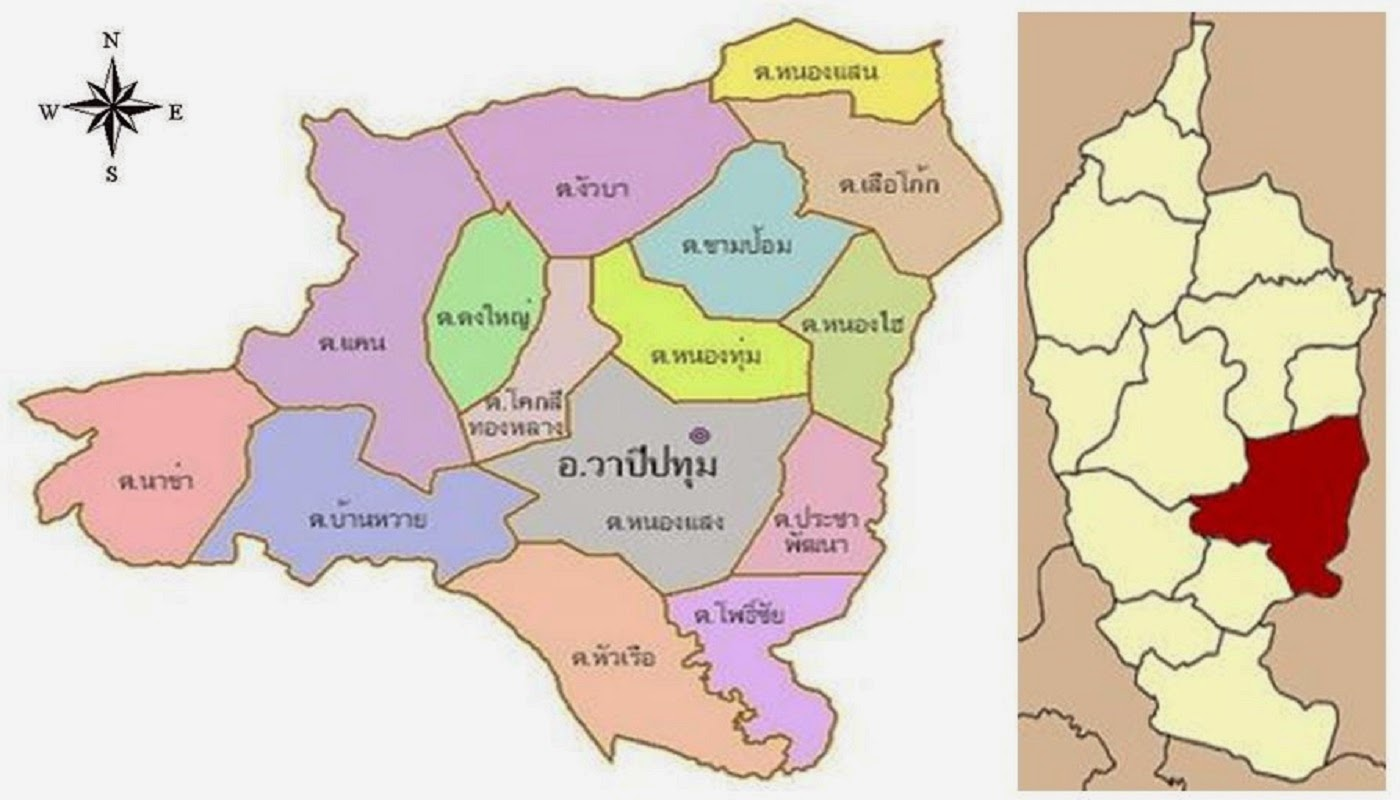 N
W E
S
ต.หนองแสน
ต.เสือโก้ก
ต.งัวบา
ต.ขามป้อม
ต.ดงใหญ่
ต.หนองไฮ
ต.แคน
ต.หนองทุ่ม
ต.โคกสี
ทองหลาง
อ.วาปีปทุม
ต.นาข่า
ต.บ้านหวาย
ต.หนองแสง
ต.ประชา
พัฒนา
ต.โพธิ์ชัย
ต.หัวเรือ